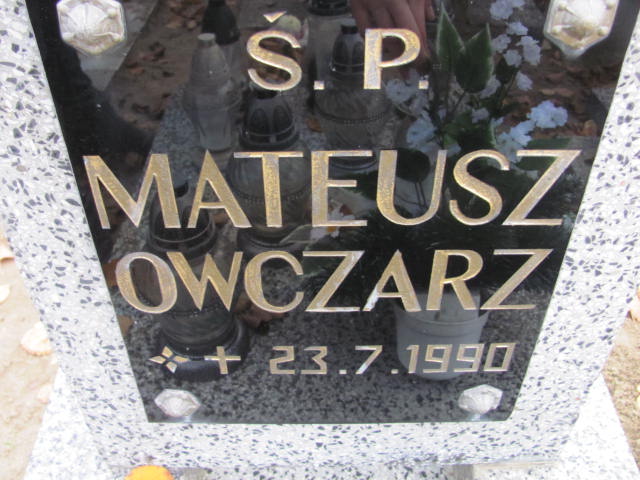 Ś. P.
MATEUSZ
OWCZARZ
* + 23.7.1990